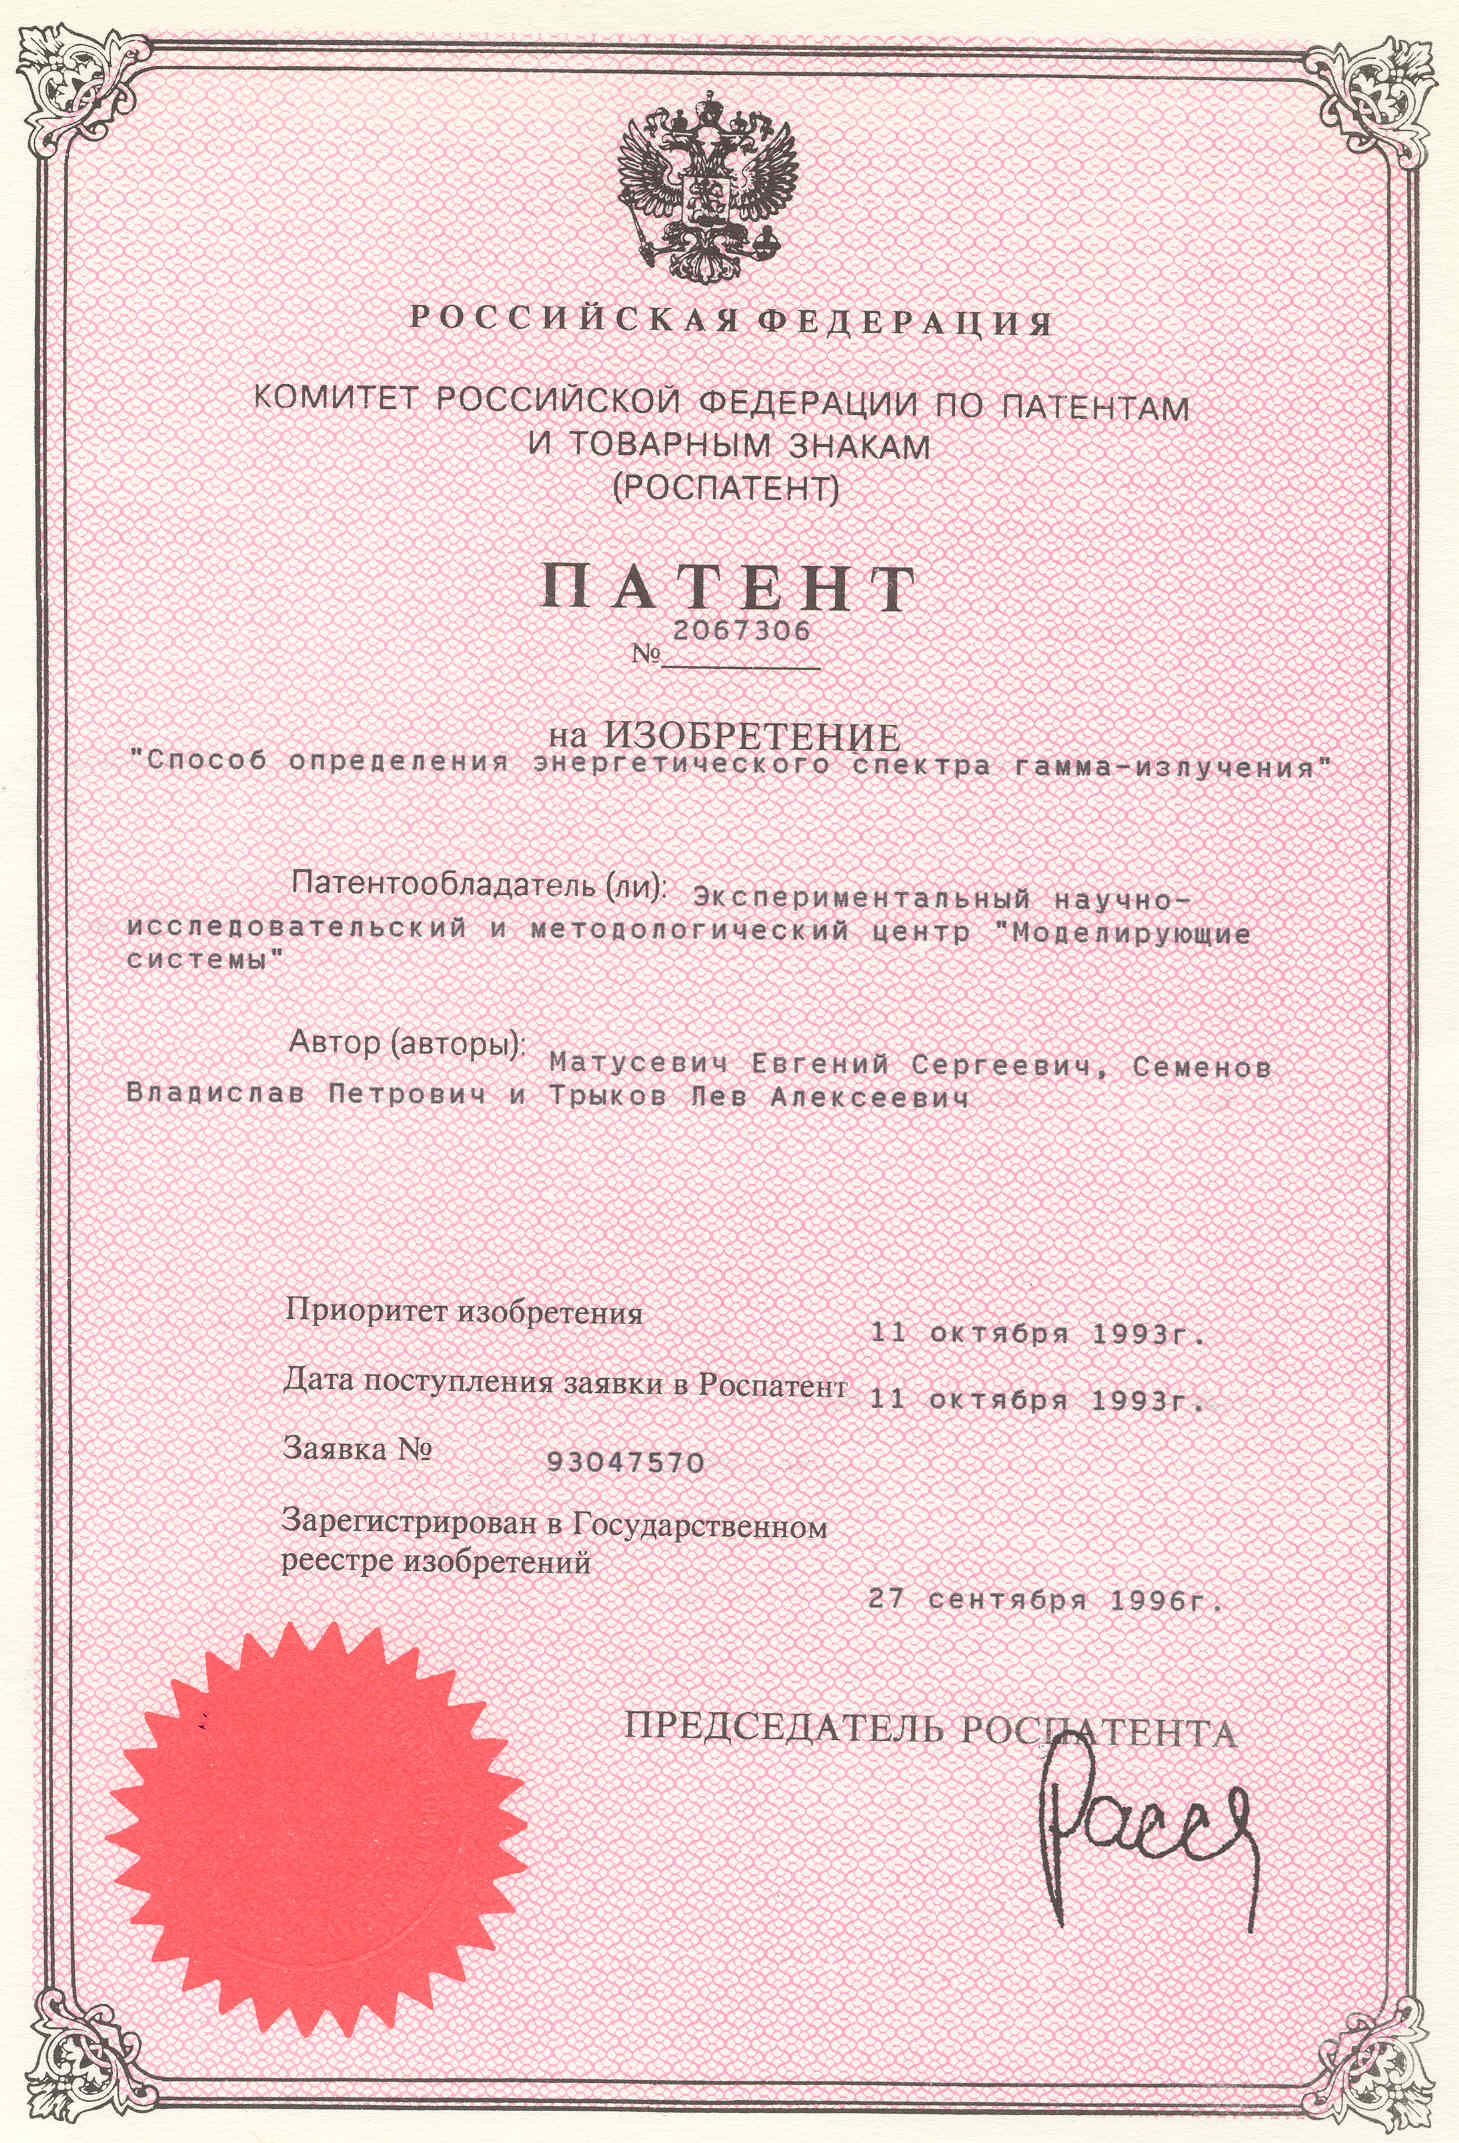 РОССИЙСКАЯ ФЕДЕРАЦИЯ
КОМИТЕТ РОССИЙСКОЙ ФЕДЕРАЦИИ ПО ПАТЕНТАМ
И ТОВАРНЫМ ЗНАКАМ
(РОСПАТЕНТ)
ПАТЕНТ
№ 2067306
на ИЗОБРЕТЕНИЕ
"Способ определения энергетического спектра гамма-излучения"
Патентообладатель (ли): Экспериментальный научно-
исследовательский и методологический центр "Моделирующие
системы"
Автор (авторы): Матусевич Евгений Сергеевич, Семенов
Владислав Петрович и Трыков Лев Алексеевич
Приоритет изобретения 11 октября 1993г.
Дата поступления заявки в Роспатент 11 октября 1993г.
Заявка № 93047570
Зарегистрирован в Государственном
реестре изобретений
27 сентября 1996г.
ПРЕДСЕДАТЕЛЬ РОСПАТЕНТА